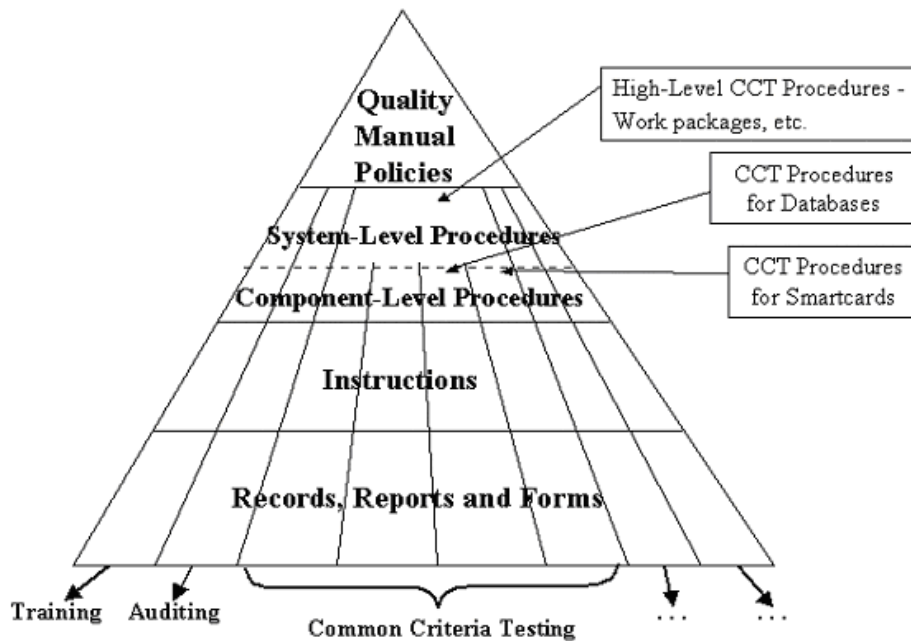 Quality
Manual
Policies
High-Level CCT Procedures -
Work packages, etc.
CCT Procedures
for Databases
System-Level Procedures
CCT Procedures
for Smartcards
Component-Level Procedures
Instructions
Records, Reports and Forms
Training
Auditing
Common Criteria Testing
...
...